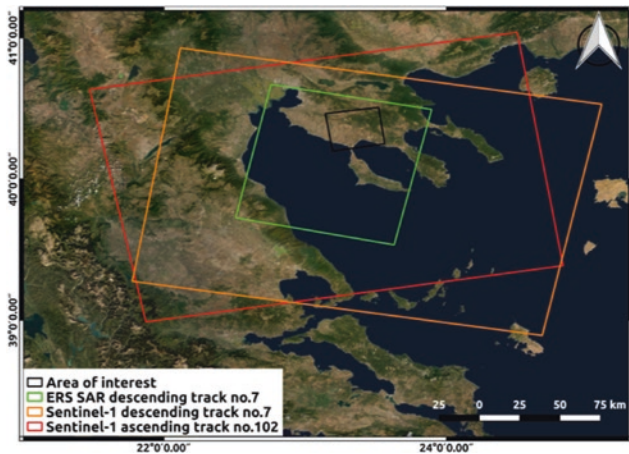 41°0'0.00"
40°0'0.00"
39°0'0.00"
Area of interest
ERS SAR descending track no.7
Sentinel-1 descending track no.7
Sentinel-1 ascending track no.102
25 0 25 50 75 km
22°0'0.00" 24°0'0.00"